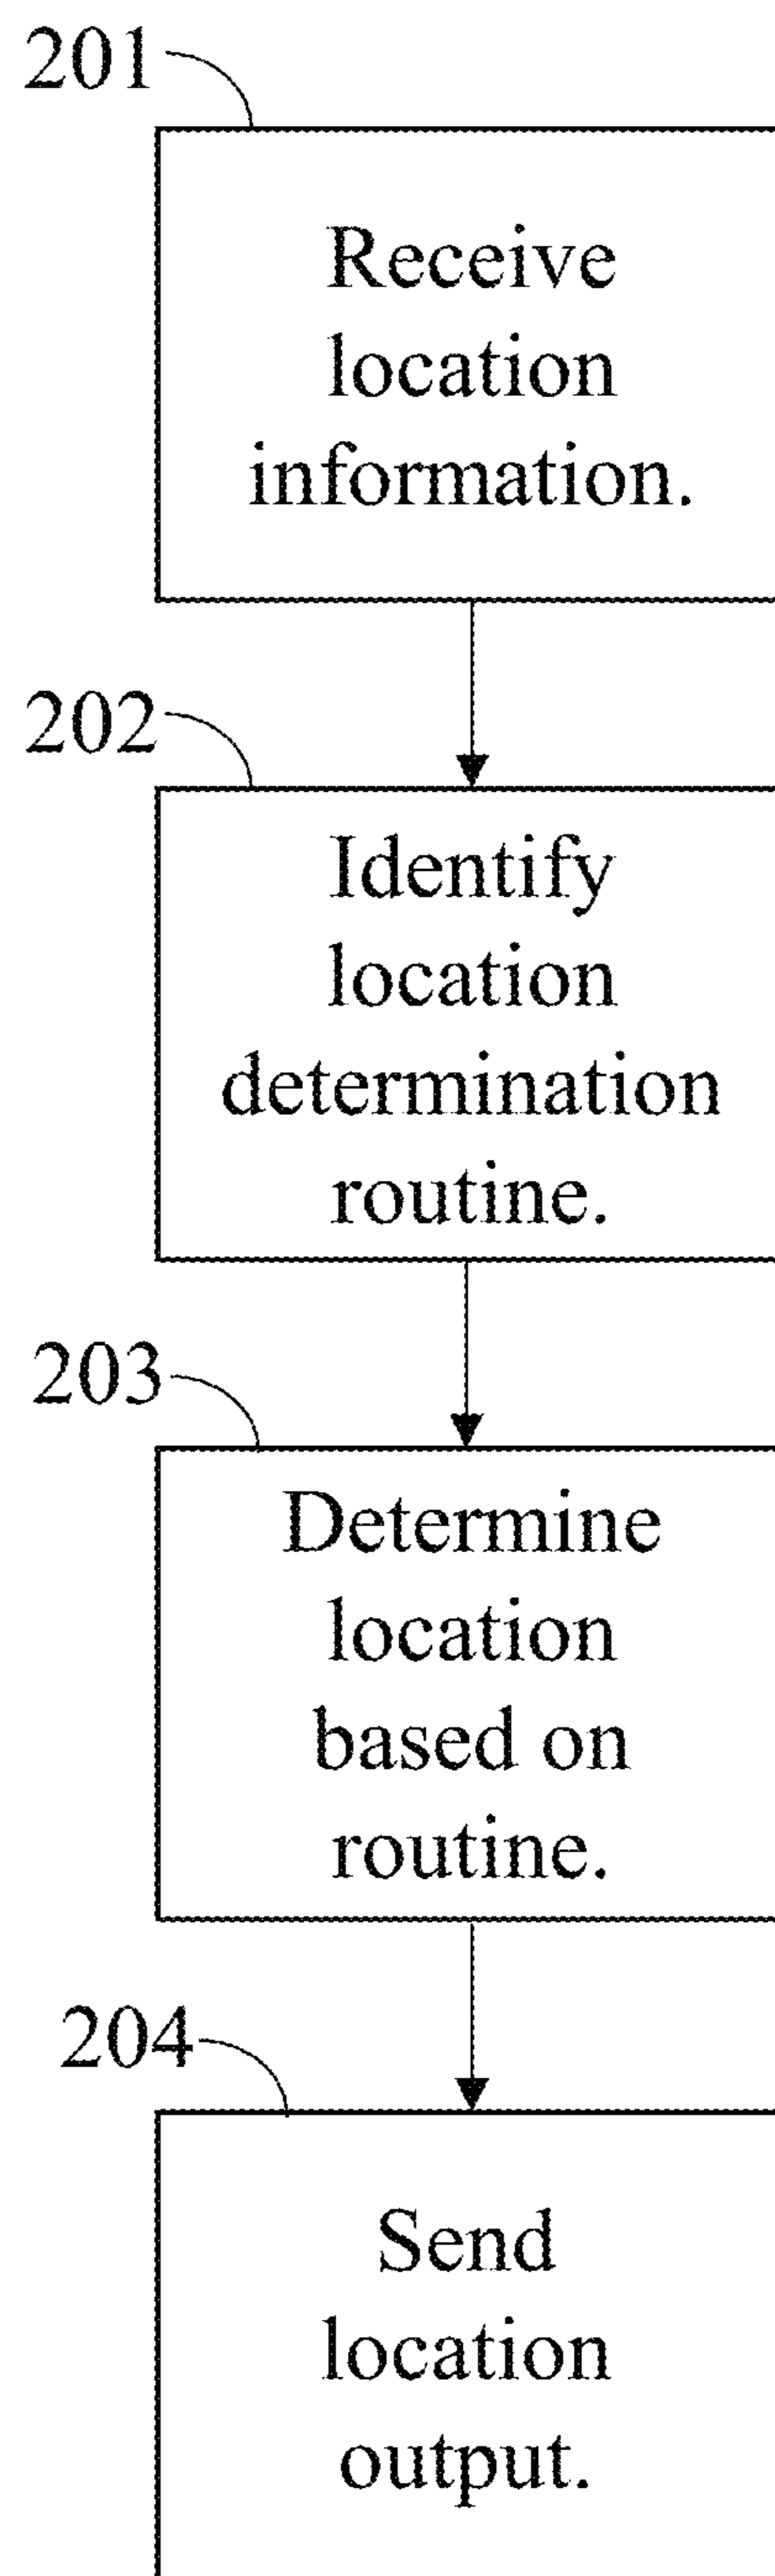 201
Receive
location
information.
202
Identify
location
determination
routine.
203
Determine
location
based on
routine.
204
Send
location
output.